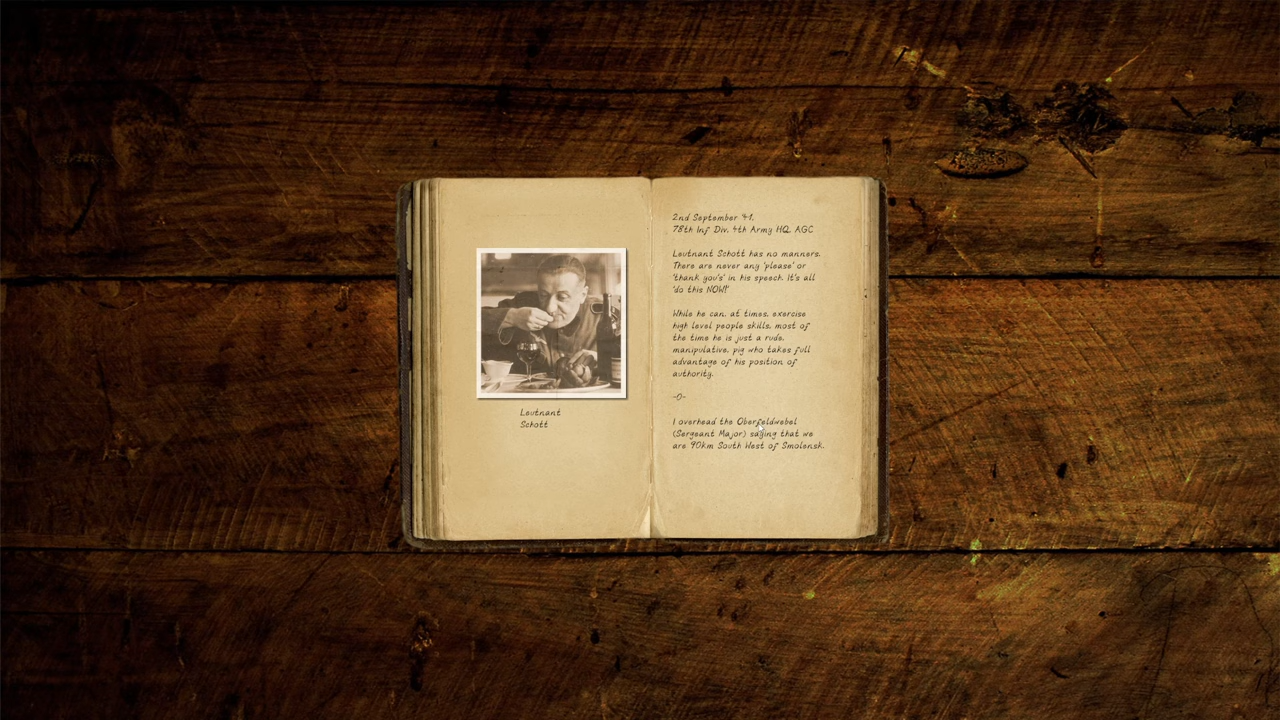 Leutnant
Schott
2nd September '41.
78th Inf Div. 4th Army HQ. AGC
Leutnant Schott has no manners.
There are never any 'please' or
'thank you's' in his speech. It's all
'do this NOW!'
While he can, at times, exercise
high level people skills, most of
the time he is just a rude,
manipulative, pig who takes full
advantage of his position of
authority.
-0-
I overhead the Oberfeldwebel
(Sergeant Major) saying that we
are 90km South West of Smolensk.